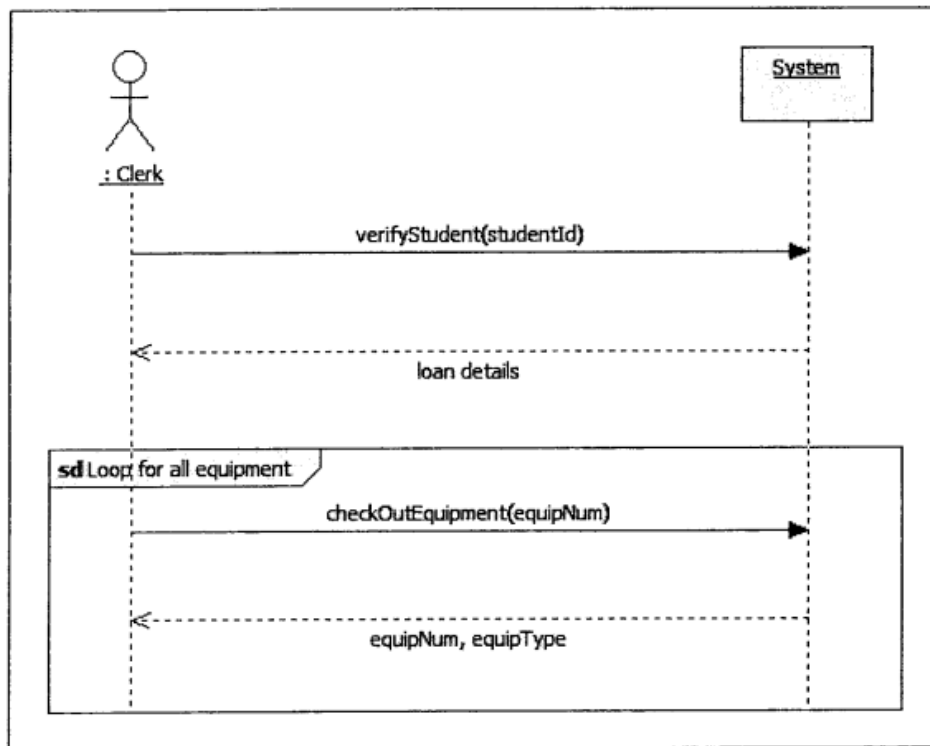 System
: Clerk
verifyStudent(studentId)
loan details
sd Loop for all equipment
checkOutEquipment(equipNum)
equipNum, equipType